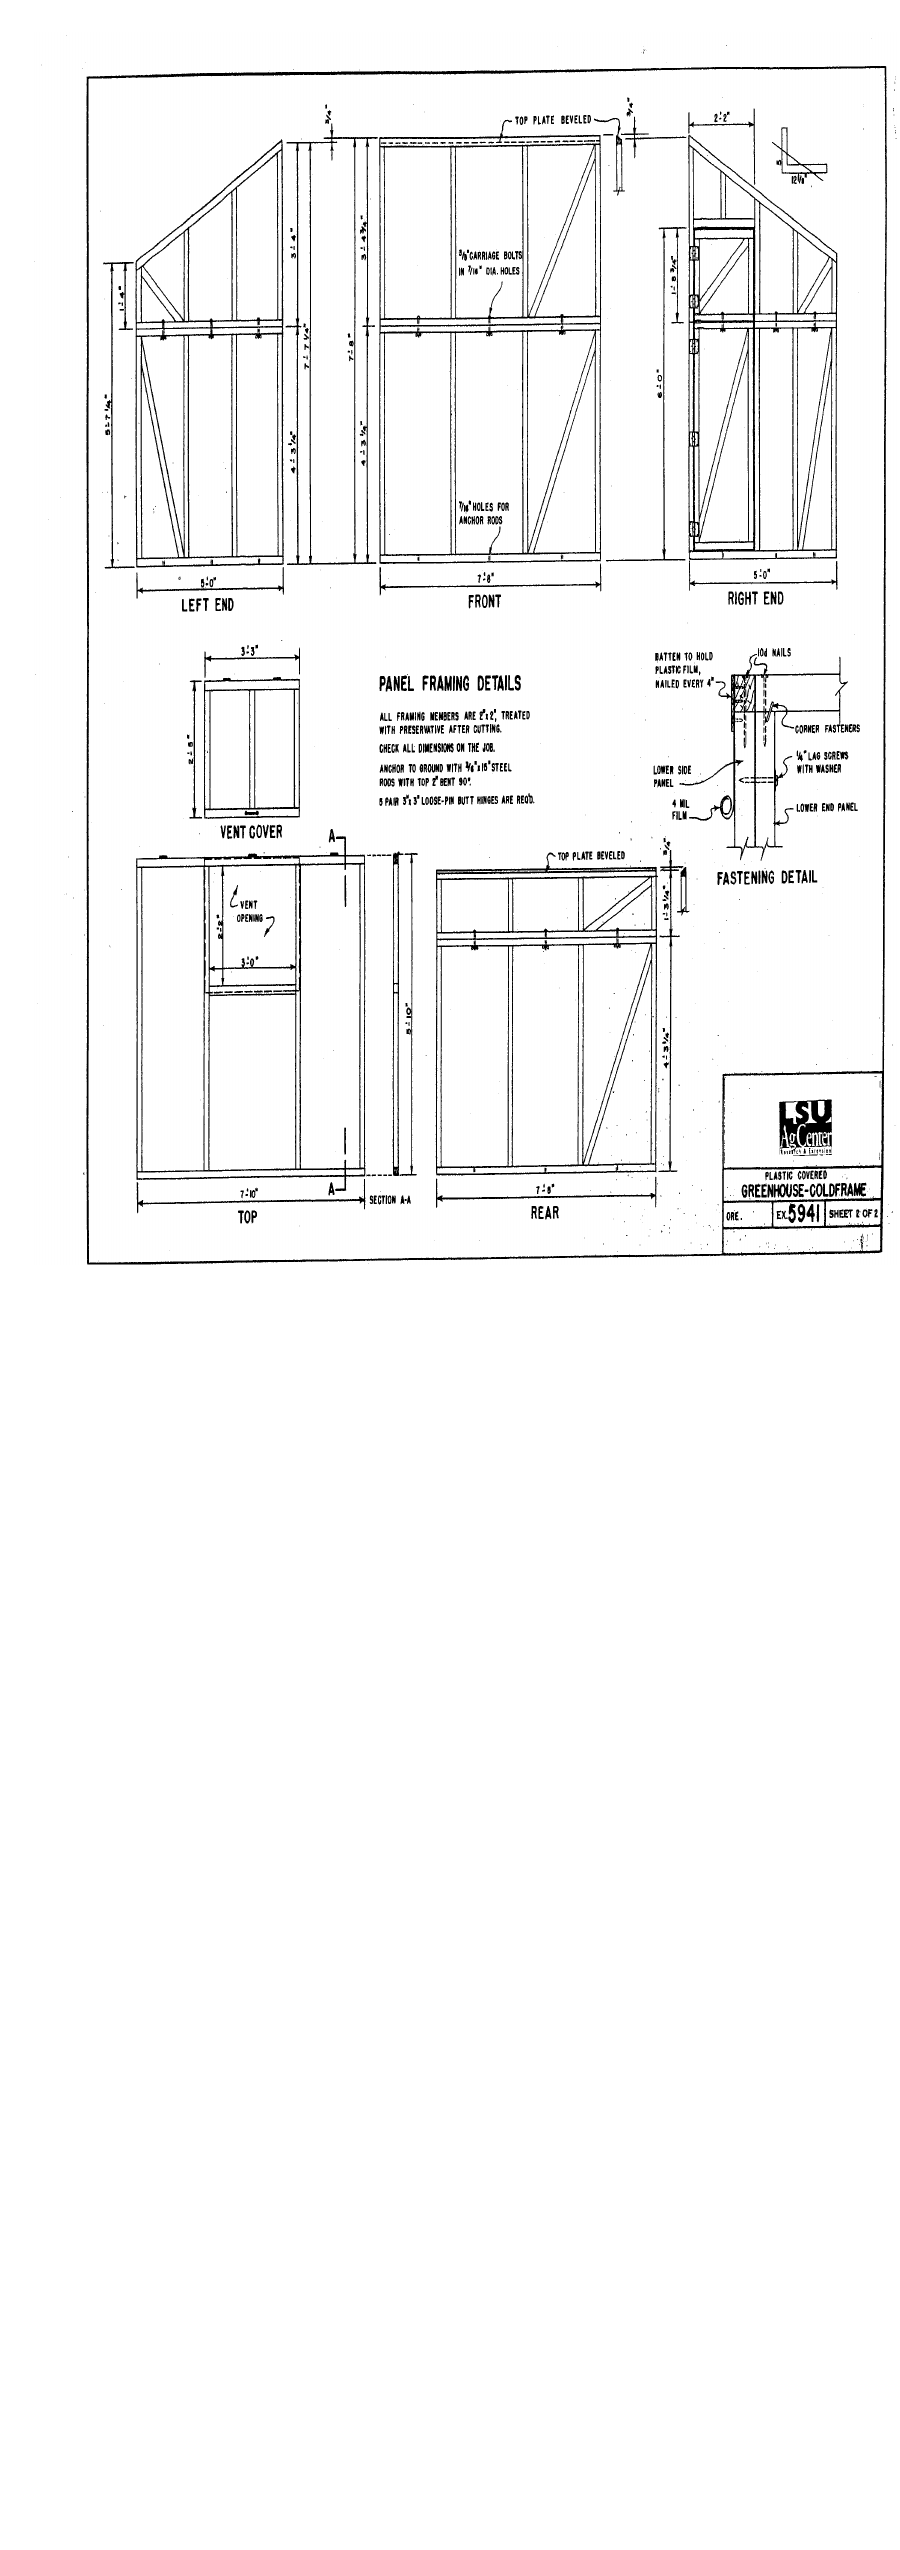 3/4"
TOP PLATE BEVELED
3/4"
2'-2"
5
12 1/8"
3'-4"
3'-4 3/4"
3/8" CARRIAGE BOLTS
IN 7/16" DIA. HOLES
1'-4"
7'-7 1/4"
7'-8"
6'-0"
5'-7 1/4"
4'-3 1/4"
4'-3 1/4"
7/16" HOLES FOR
ANCHOR RODS
5'-0"
LEFT END
7'-8"
FRONT
5'-0"
RIGHT END
3'-3"
VENT COVER
PANEL FRAMING DETAILS
ALL FRAMING MEMBERS ARE 2"x 2", TREATED
WITH PRESERVATIVE AFTER CUTTING.
CHECK ALL DIMENSIONS ON THE JOB.
ANCHOR TO GROUND WITH 3/8"x 15" STEEL
RODS WITH TOP 2" BENT 90°.
5 PAIR 3"x 3" LOOSE-PIN BUTT HINGES ARE REQ'D.
BATTEN TO HOLD
PLASTIC FILM,
NAILED EVERY 4"
10d NAILS
CORNER FASTENERS
1/4" LAG SCREWS
WITH WASHER
LOWER SIDE
PANEL
4 MIL
FILM
LOWER END PANEL
FASTENING DETAIL
A
VENT
OPENING
3'-0"
5'-10"
A
SECTION A-A
7'-10"
TOP
TOP PLATE BEVELED
3/4"
1'-3 1/4"
4'-3 1/4"
7'-8"
REAR
LSU
AgCenter
Research & Extension
PLASTIC COVERED
GREENHOUSE-COLDFRAME
ORE.
EX. 5941
SHEET 2 OF 2